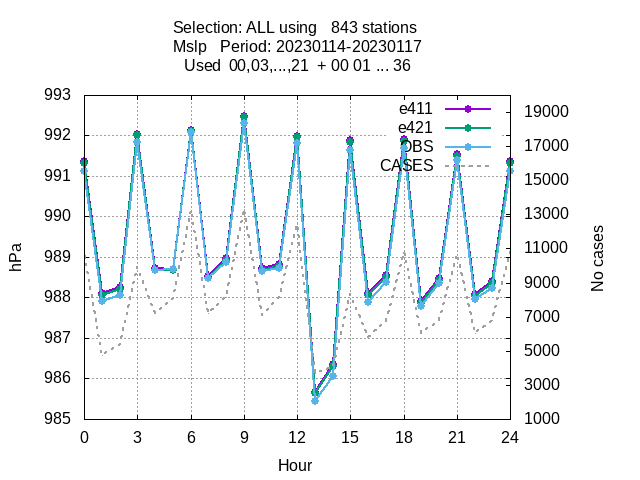 Selection: ALL using   843 stations
Mslp   Period: 20230114-20230117
Used  00,03,...,21  + 00 01 ... 36
993
992
991
990
989
988
987
986
985
19000
17000
15000
13000
11000
9000
7000
5000
3000
1000
e411
e421
OBS
CASES
hPa
No cases
0 3 6 9 12 15 18 21 24
Hour